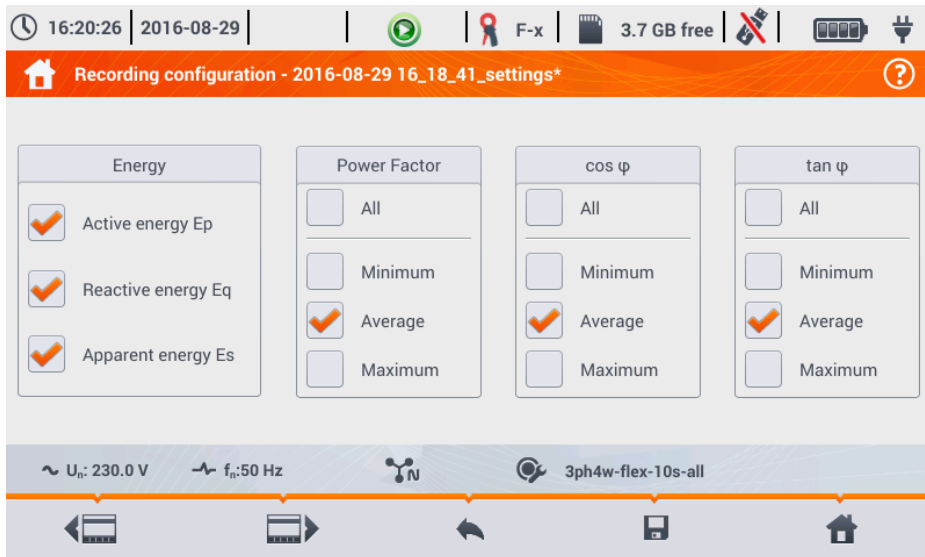 16:20:26 2016-08-29 F-x 3.7 GB free
Recording configuration - 2016-08-29 16_18_41_settings* ?
Energy
Active energy Ep
Reactive energy Eq
Apparent energy Es
Power Factor
All
Minimum
Average
Maximum
cos φ
All
Minimum
Average
Maximum
tan φ
All
Minimum
Average
Maximum
Uₙ: 230.0 V fₙ:50 Hz N 3ph4w-flex-10s-all